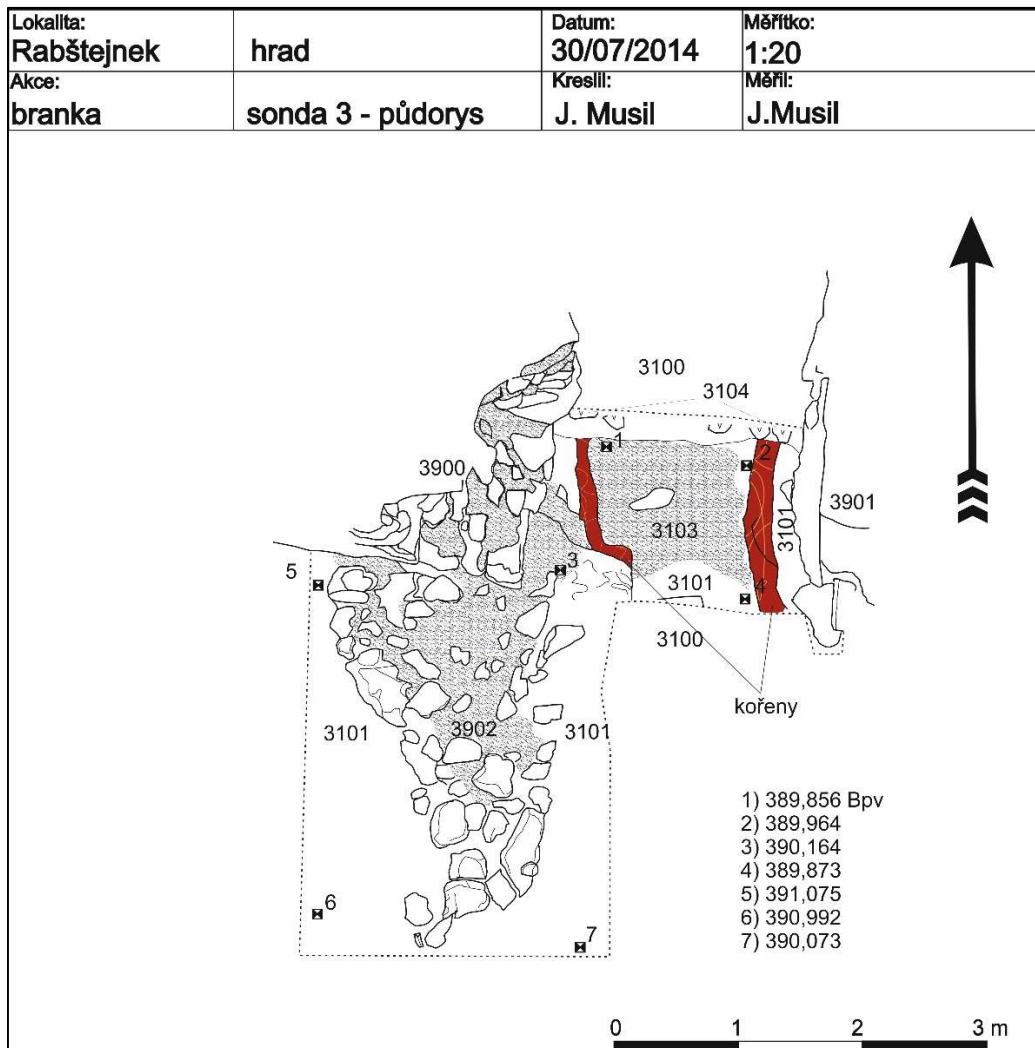 Lokalita:
Rabštejnek
hrad
Datum:
30/07/2014
Měřítko:
1:20
Akce:
branka
sonda 3 - půdorys
Kreslil:
J. Musil
Měřil:
J.Musil
3100
3104
1
2
3900
3901
3101
3103
3
5
3101
4
3100
kořeny
3101
3902
3101
1) 389,856 Bpv
2) 389,964
3) 390,164
4) 389,873
5) 391,075
6) 390,992
7) 390,073
6
7
0 1 2 3 m